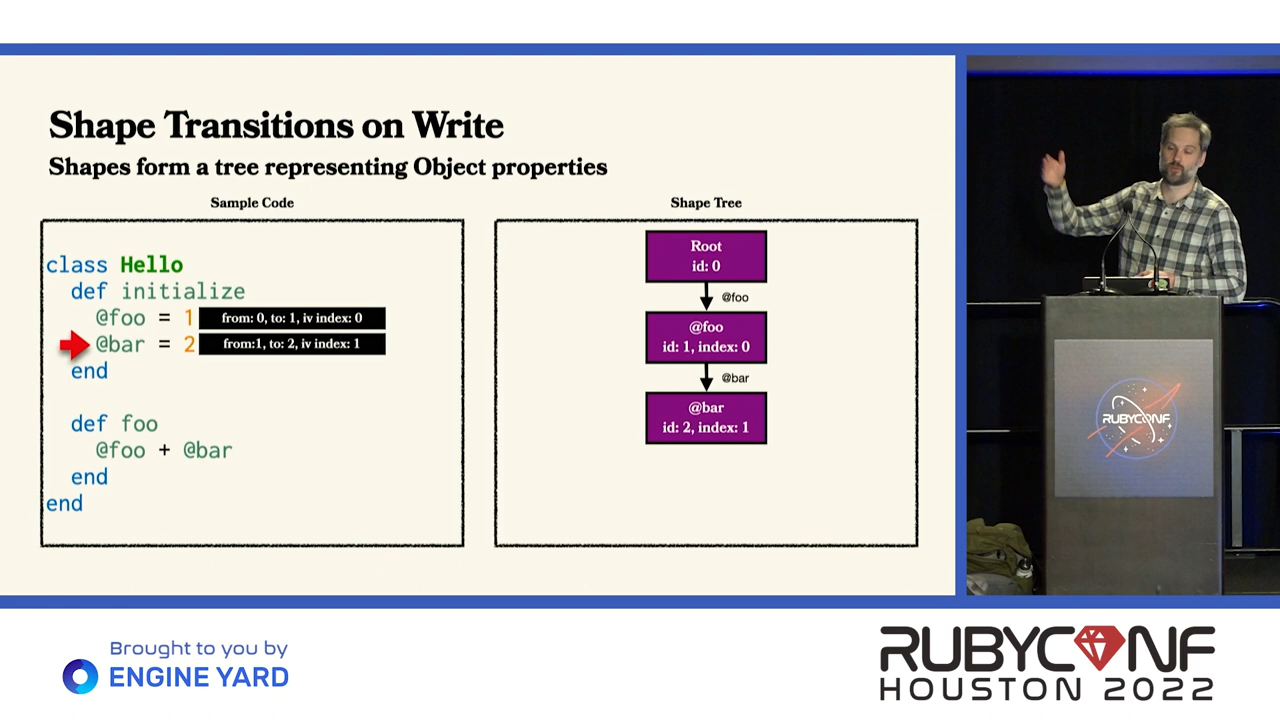 Shape Transitions on Write
Shapes form a tree representing Object properties
Sample Code
class Hello
def initialize
@foo = 1
from: 0, to: 1, iv index: 0
@bar = 2
from:1, to: 2, iv index: 1
end
def foo
@foo + @bar
end
end
Shape Tree
Root
id: 0
@foo
@foo
id: 1, index: 0
@bar
@bar
id: 2, index: 1
RUBYCONF
Brought to you by
ENGINE YARD
RUBYCONF
HOUSTON 2022